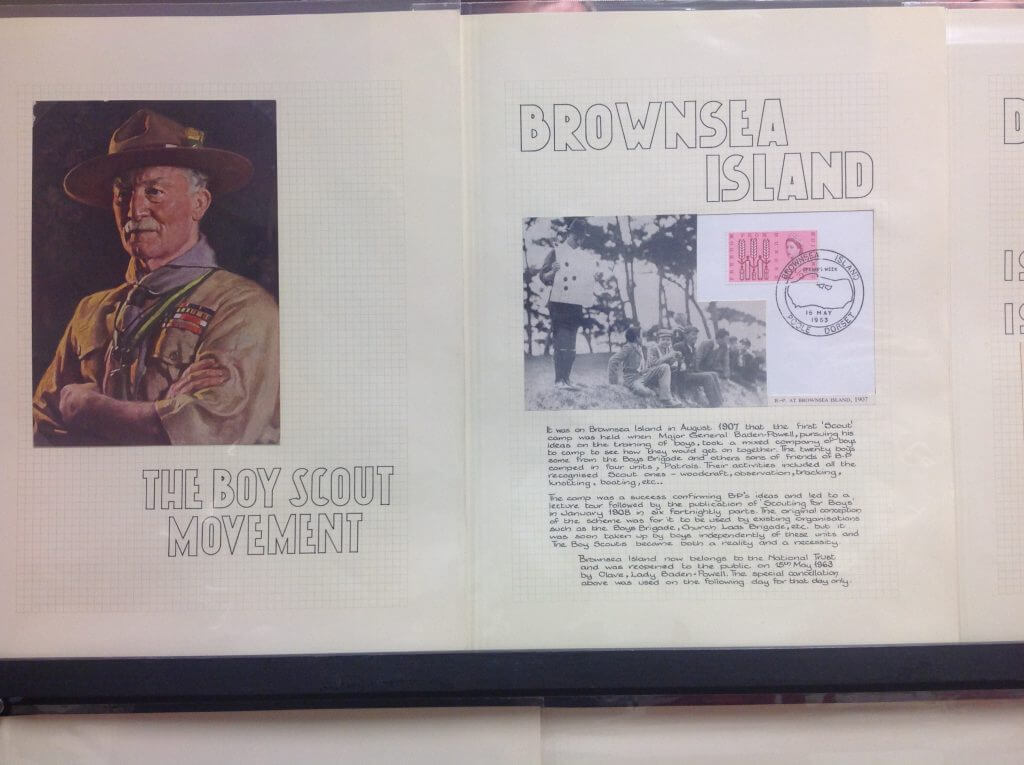 THE BOY SCOUT
MOVEMENT
BROWNSEA
ISLAND
FREEDOM FROM HUNGER
BROWNSEA ISLAND
STAMPS WEEK
16 MAY
1963
POOLE DORSET
B.-P. AT BROWNSEA ISLAND, 1907
It was on Brownsea Island in August 1907 that the first 'Scout'
camp was held when Major General Baden-Powell, pursuing his
ideas on the training of boys, took a mixed company of boys
to camp to see how they would get on together. The twenty boys
some from the Boys Brigade and others sons of friends of B-P
camped in four units, Patrols. Their activities included all the
recognised Scout ones - woodcraft, observation, tracking,
knotting, boating, etc..
The camp was a success confirming B-P's ideas and led to a
lecture tour followed by the publication of 'Scouting for Boys'
in January 1908 in six fortnightly parts. The original conception
of the scheme was for it to be used by existing organisations
such as the Boys Brigade, Church Lads Brigade, etc. but it
was soon taken up by boys independently of these units and
The Boy Scouts became both a reality and a necessity.
Brownsea Island now belongs to the National Trust
and was reopened to the public on 15TH May 1963
by Olave, Lady Baden-Powell. The special cancellation
above was used on the following day for that day only.